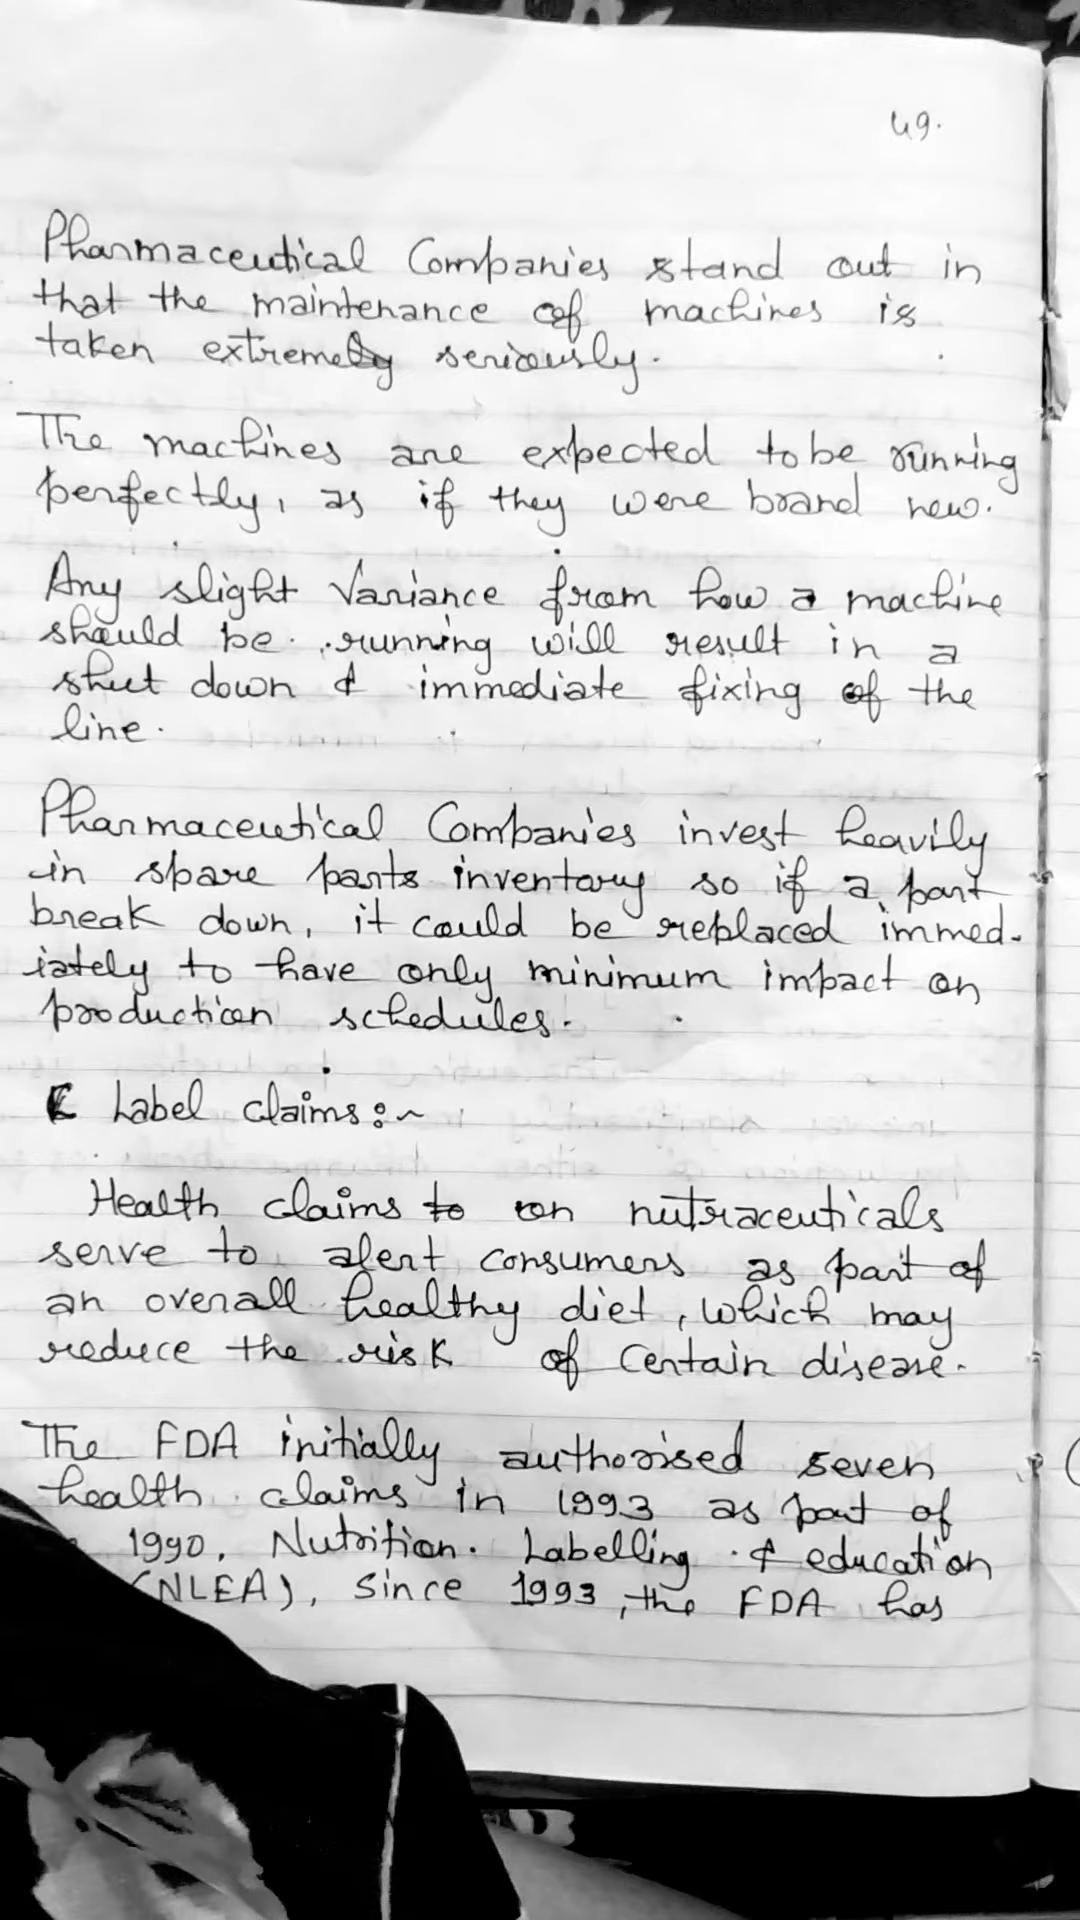 49.
Pharmaceutical Companies stand out in
that the maintenance of machines is
taken extremely seriously.
The machines are expected to be running
perfectly, as if they were brand new.
Any slight variance from how a machine
should be running will result in a
shut down & immediate fixing of the
line.
Pharmaceutical Companies invest heavily
in spare parts inventory so if a part
break down, it could be replaced immed-
iately to have only minimum impact on
production schedules.
Label claims:~
Health claims to on nutraceuticals
serve to alert consumers as part of
an overall healthy diet, which may
reduce the risk of certain disease.
The FDA initially authorised seven
health claims in 1993 as part of
1990, Nutrition. Labelling & education
(NLEA), since 1993, the FDA has